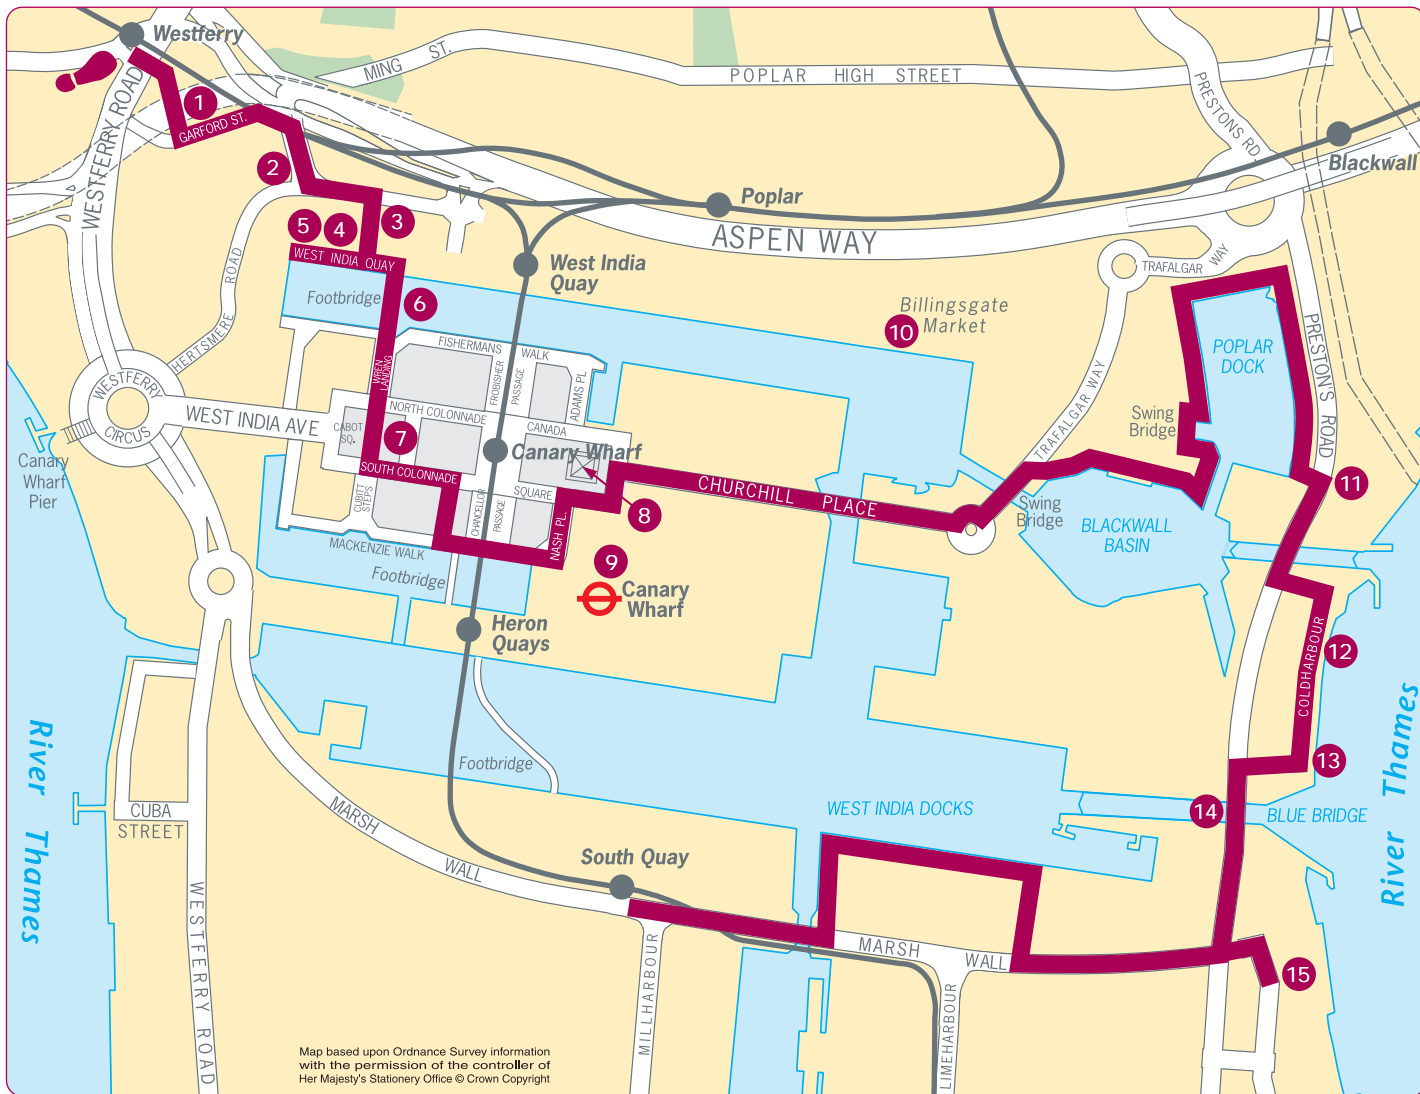 Westferry
MING ST.
POPLAR HIGH STREET
PRESTONS RD.
Blackwall
1
GARFORD ST.
WESTFERRY ROAD
2
Poplar
ASPEN WAY
3
4
5
WEST INDIA QUAY
West India
Quay
TRAFALGAR WAY
HERTSMERE ROAD
Footbridge
6
Billingsgate
Market
10
PRESTON'S ROAD
POPLAR
DOCK
FISHERMANS WALK
WREN
LANDING
FROBISHER PASSAGE
ADAMS PL.
TRAFALGAR WAY
WESTFERRY
CIRCUS
WEST INDIA AVE
CABOT
SQ.
NORTH COLONNADE
CANADA
SQUARE
7
Canary Wharf
Swing
Bridge
Canary
Wharf
Pier
SOUTH COLONNADE
CHURCHILL PLACE
11
CUBITT
STEPS
CHANCELLOR PASSAGE
NASH PL.
8
Swing
Bridge
BLACKWALL
BASIN
MACKENZIE WALK
Footbridge
9
Canary
Wharf
Heron
Quays
COLDHARBOUR
12
River Thames
River Thames
Footbridge
13
CUBA
STREET
MARSH WALL
WEST INDIA DOCKS
14
BLUE BRIDGE
South Quay
WESTFERRY ROAD
MILLHARBOUR
MARSH WALL
LIMEHARBOUR
15
Map based upon Ordnance Survey information
with the permission of the controller of
Her Majesty's Stationery Office © Crown Copyright